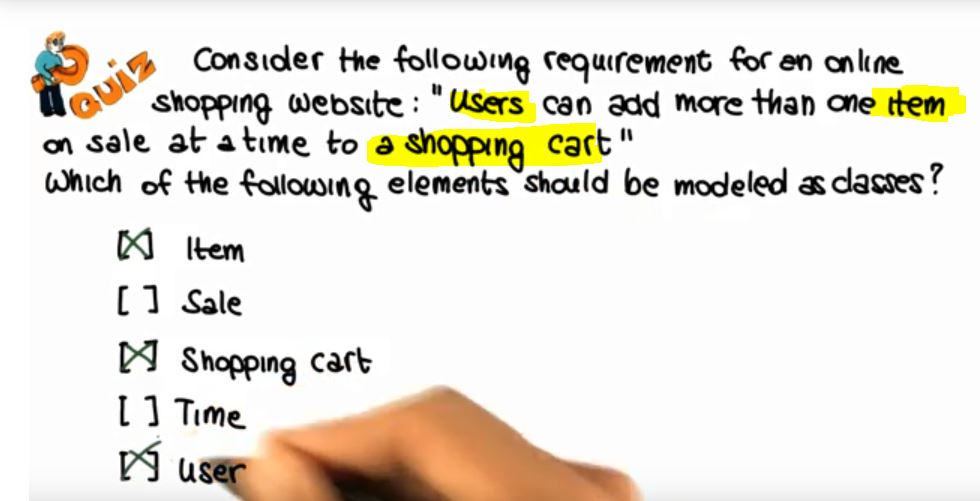 QUIZ Consider the following requirement for an online
shopping website: "Users can add more than one item
on sale at a time to a shopping cart"
Which of the following elements should be modeled as classes?
[X] Item
[ ] Sale
[X] Shopping cart
[ ] Time
[X] User